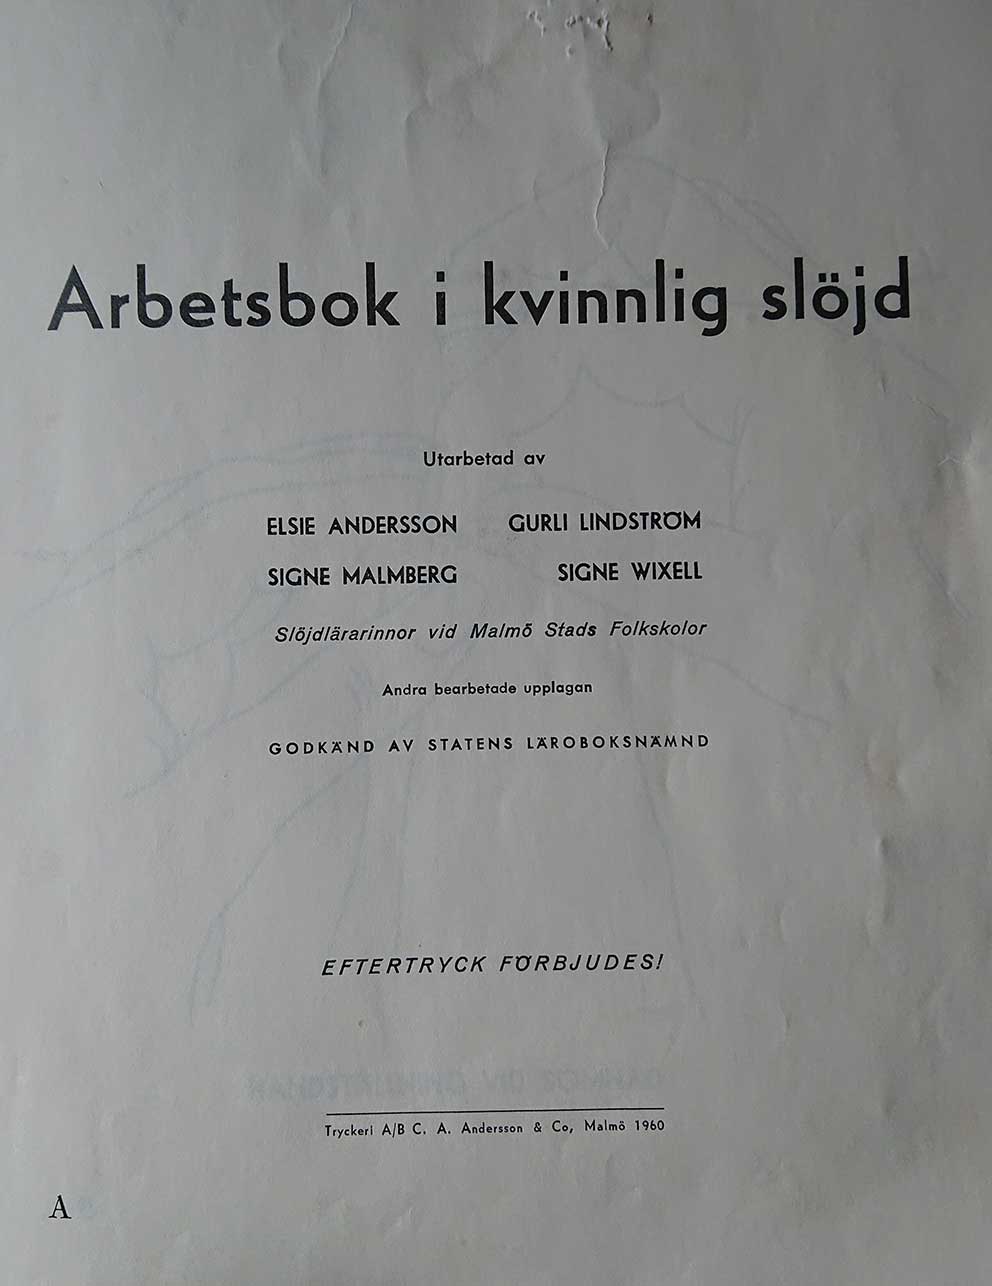 Arbetsbok i kvinnlig slöjd
Utarbetad av
ELSIE ANDERSSON GURLI LINDSTRÖM
SIGNE MALMBERG SIGNE WIXELL
Slöjdlärarinnor vid Malmö Stads Folkskolor
Andra bearbetade upplagan
GODKÄND AV STATENS LÄROBOKSNÄMND
EFTERTRYCK FÖRBJUDES!
Tryckeri A/B C. A. Andersson & Co, Malmö 1960
A